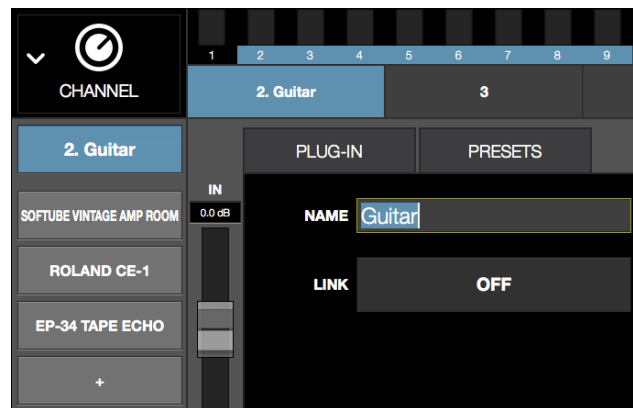 CHANNEL
1 2 3 4 5 6 7 8 9
2. Guitar 3
2. Guitar
PLUG-IN PRESETS
SOFTUBE VINTAGE AMP ROOM
IN
0.0 dB
NAME Guitar
ROLAND CE-1
LINK OFF
EP-34 TAPE ECHO
+